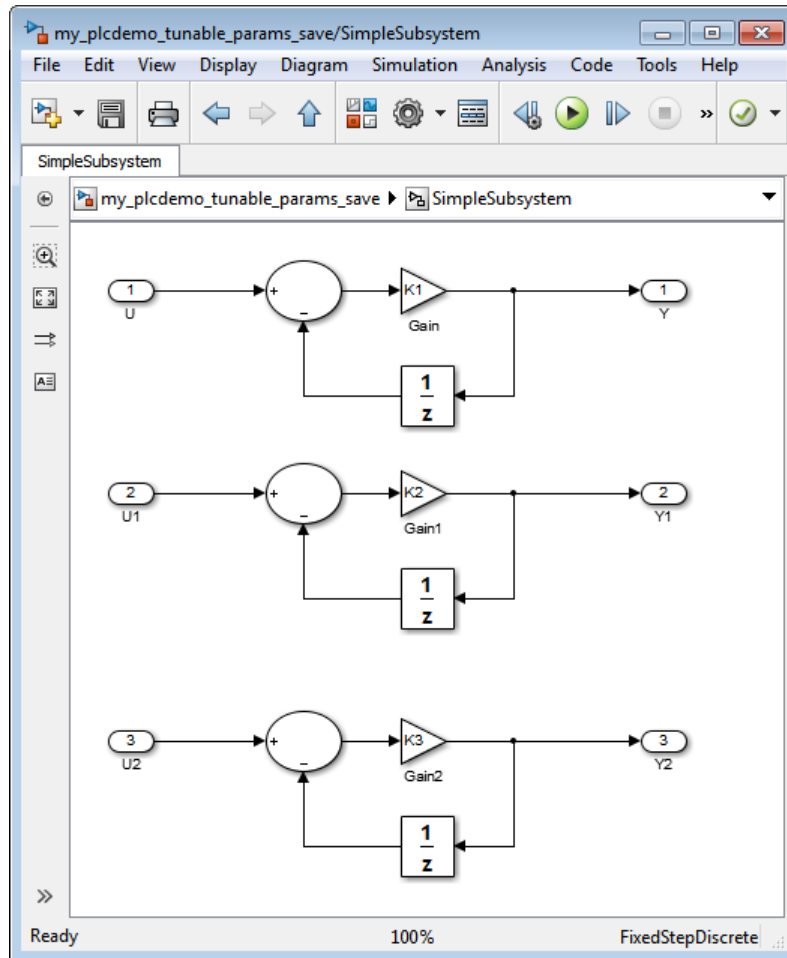 my_plcdemo_tunable_params_save/SimpleSubsystem
File Edit View Display Diagram Simulation Analysis Code Tools Help
»
SimpleSubsystem
my_plcdemo_tunable_params_save SimpleSubsystem
1 + − K1 1
U Gain Y
1
z
2 + − K2 2
U1 Gain1 Y1
1
z
3 + − K3 3
U2 Gain2 Y2
1
z
»
Ready 100% FixedStepDiscrete